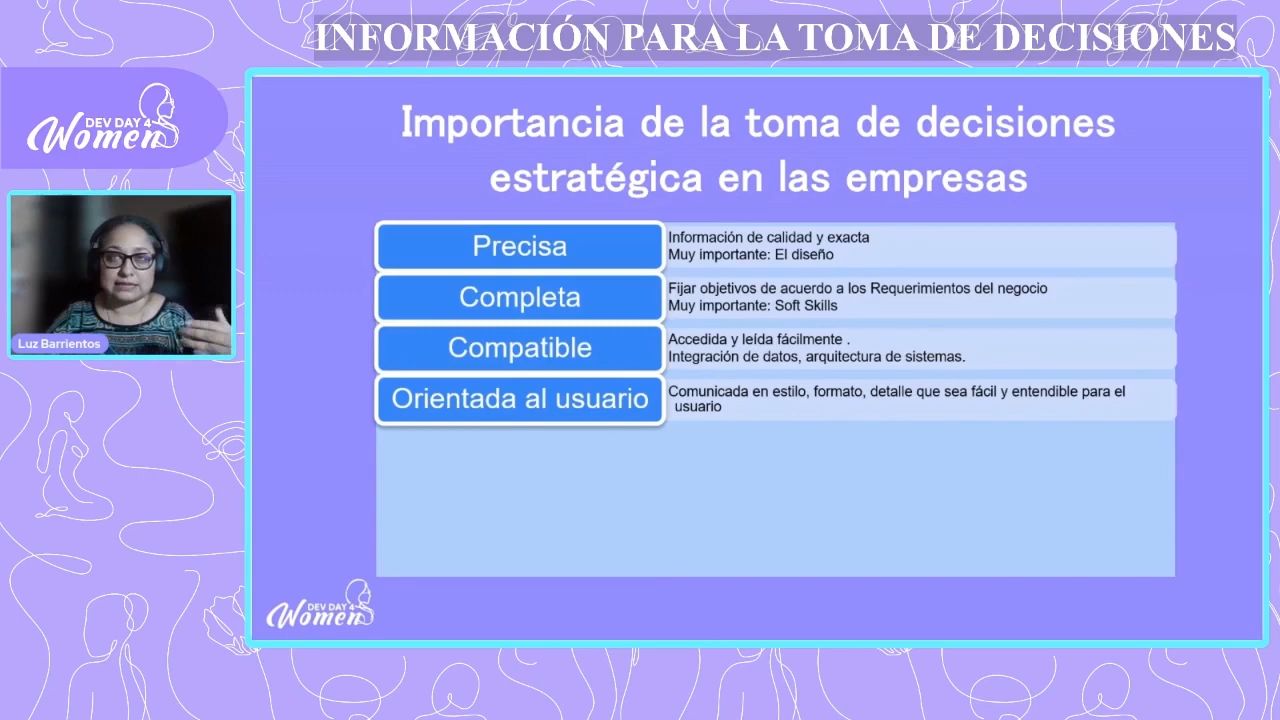 INFORMACIÓN PARA LA TOMA DE DECISIONES
DEV DAY 4
Women
Luz Barrientos
Importancia de la toma de decisiones
estratégica en las empresas
Precisa
Información de calidad y exacta
Muy importante: El diseño
Completa
Fijar objetivos de acuerdo a los Requerimientos del negocio
Muy importante: Soft Skills
Compatible
Accedida y leída fácilmente .
Integración de datos, arquitectura de sistemas.
Orientada al usuario
Comunicada en estilo, formato, detalle que sea fácil y entendible para el
usuario
DEV DAY 4
Women